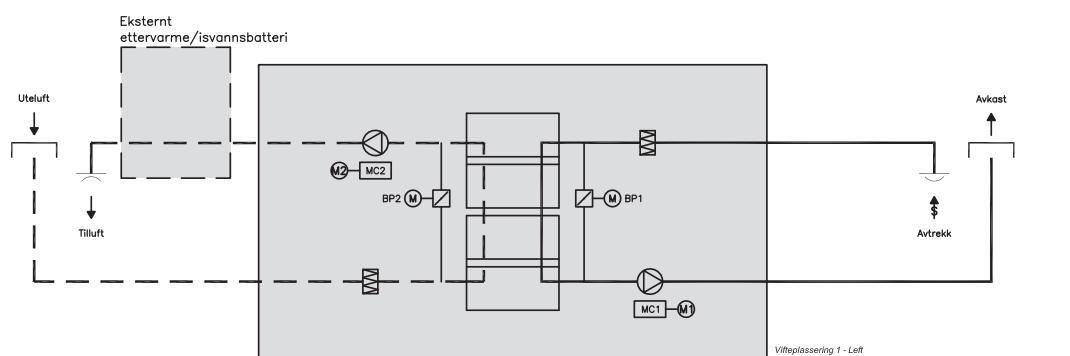 Eksternt
ettervarme/isvannsbatteri
Uteluft
Avkast
M2
MC2
BP2
M
M
BP1
Tilluft
$
Avtrekk
MC1
M1
Vifteplassering 1 - Left